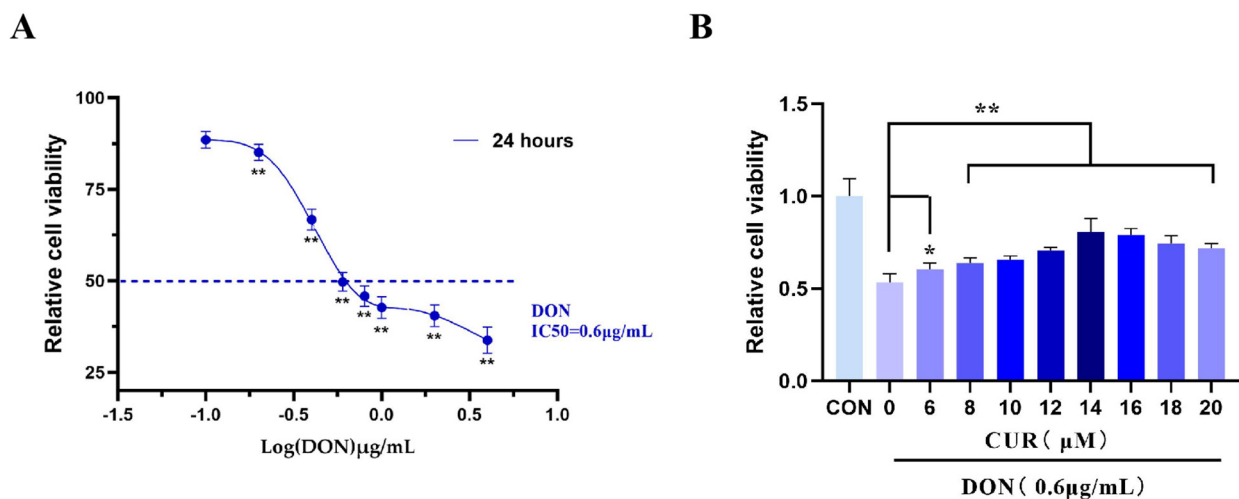 A
Relative cell viability
100
75
50
25
24 hours
**
**
**
**
**
**
**
DON
IC50=0.6μg/mL
-1.5 -1.0 -0.5 0.0 0.5 1.0
Log(DON)μg/mL
B
Relative cell viability
1.5
1.0
0.5
0.0
**
*
CON 0 6 8 10 12 14 16 18 20
CUR( μM)
DON( 0.6μg/mL)